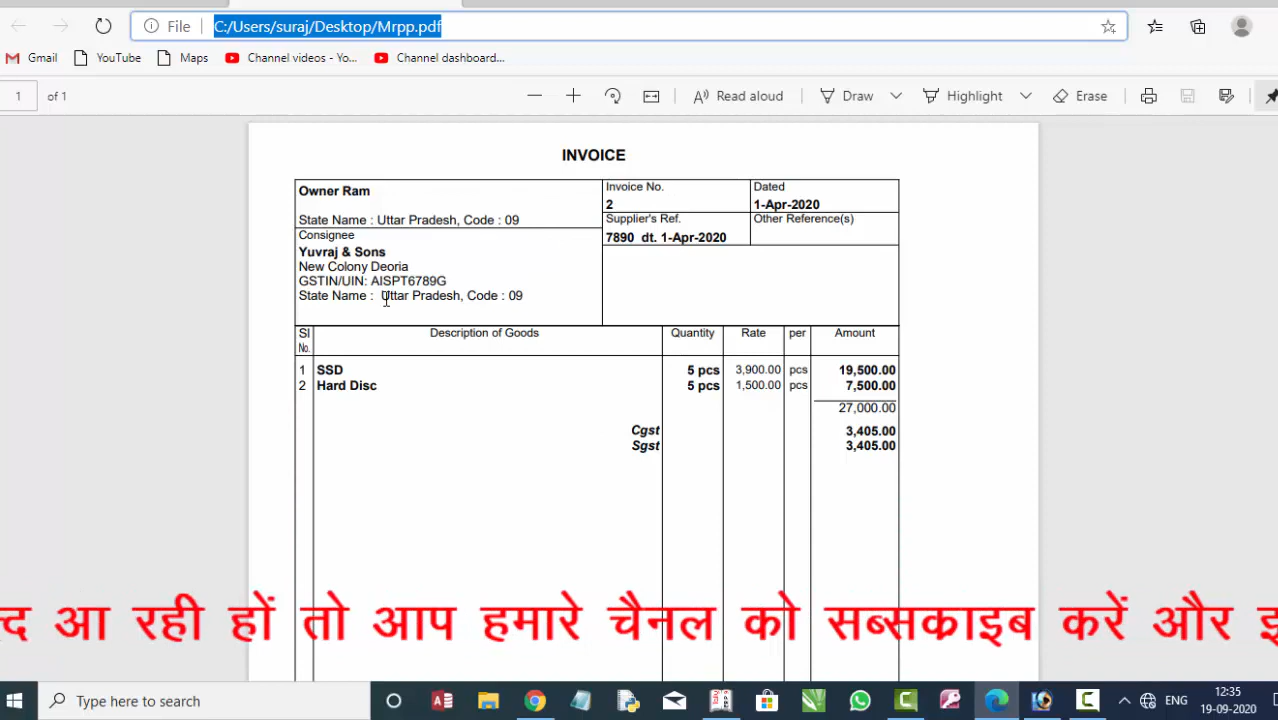 File C:/Users/suraj/Desktop/Mrpp.pdf
Gmail YouTube Maps Channel videos - Yo... Channel dashboard...
1 of 1 Read aloud Draw Highlight Erase
INVOICE
Owner Ram
State Name : Uttar Pradesh, Code : 09
Invoice No.
2
Dated
1-Apr-2020
Supplier's Ref.
7890 dt. 1-Apr-2020
Other Reference(s)
Consignee
Yuvraj & Sons
New Colony Deoria
GSTIN/UIN: AISPT6789G
State Name : Uttar Pradesh, Code : 09
Sl No. Description of Goods Quantity Rate per Amount
1 SSD 5 pcs 3,900.00 pcs 19,500.00
2 Hard Disc 5 pcs 1,500.00 pcs 7,500.00
27,000.00
Cgst 3,405.00
Sgst 3,405.00
आ रही हों तो आप हमारे चैनल को सब्सक्राइब करें और
Type here to search
ENG 12:35
19-09-2020